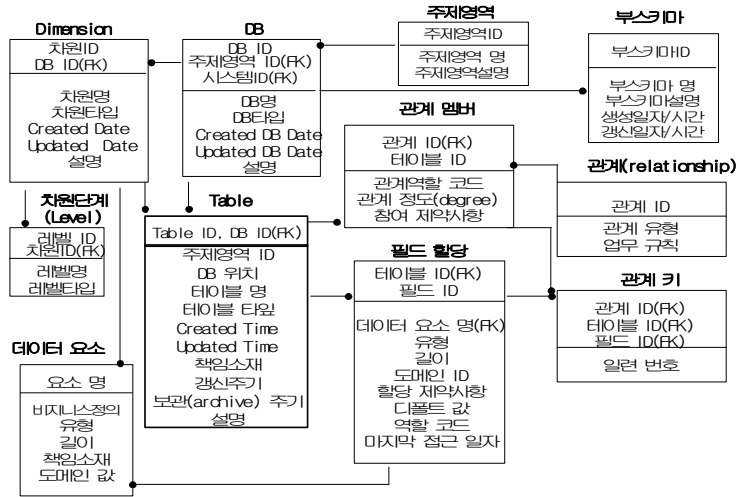 Dimension
차원ID
DB ID(FK)
차원명
차원타입
Created Date
Updated Date
설명
DB
DB ID
주제영역 ID(FK)
시스템ID(FK)
DB명
DB타입
Created DB Date
Updated DB Date
설명
주제영역
주제영역ID
주제영역 명
주제영역설명
부스키마
부스키마ID
부스키마 명
부스키마설명
생성일자/시간
갱신일자/시간
관계 멤버
관계 ID(FK)
테이블 ID
관계역할 코드
관계 정도(degree)
참여 제약사항
관계(relationship)
관계 ID
관계 유형
업무 규칙
차원단계
(Level)
레벨 ID
차원ID(FK)
레벨명
레벨타입
Table
Table ID, DB ID(FK)
주제영역 ID
DB 위치
테이블 명
테이블 타잎
Created Time
Updated Time
책임소재
갱신주기
보관(archive) 주기
설명
필드 할당
테이블 ID(FK)
필드 ID
데이터 요소 명(FK)
유형
길이
도메인 ID
할당 제약사항
디폴트 값
역할 코드
마지막 접근 일자
관계 키
관계 ID(FK)
테이블 ID(FK)
필드 ID(FK)
일련 번호
데이터 요소
요소 명
비지니스정의
유형
길이
책임소재
도메인 값